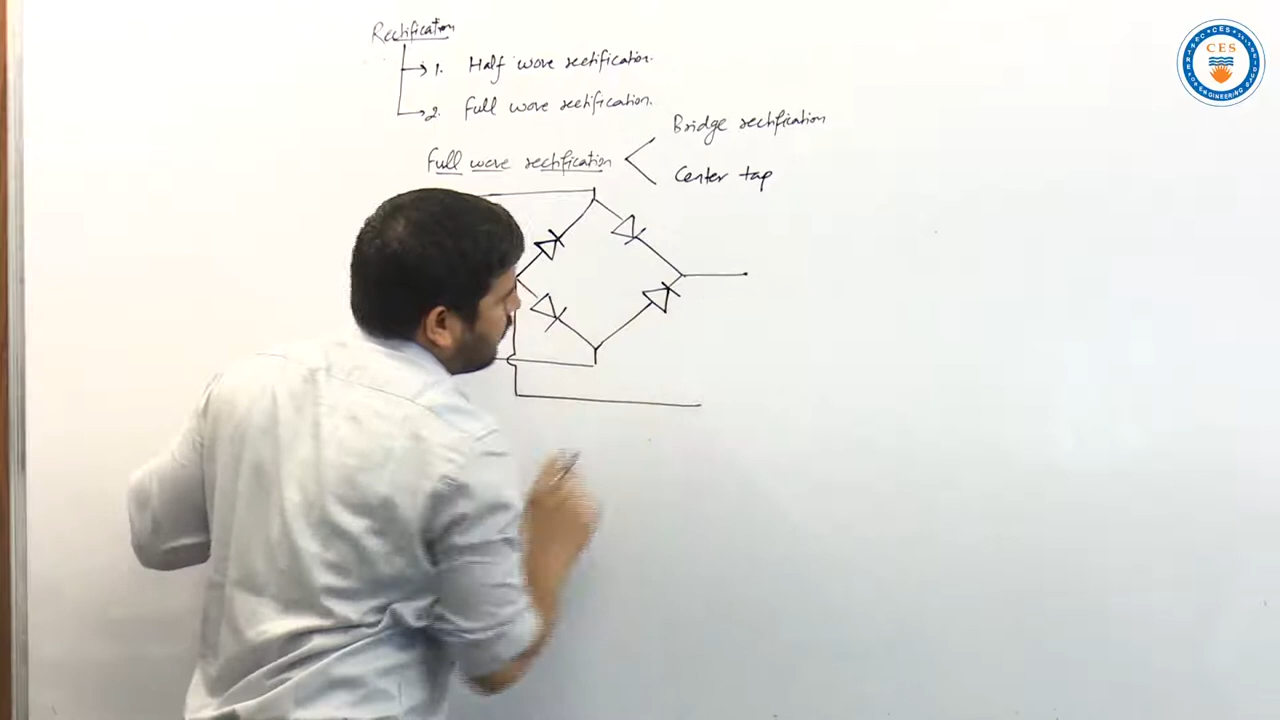 Rectification
1. Half wave rectification.
2. Full wave rectification.
Full wave rectification
Bridge rectification
Center tap
CES